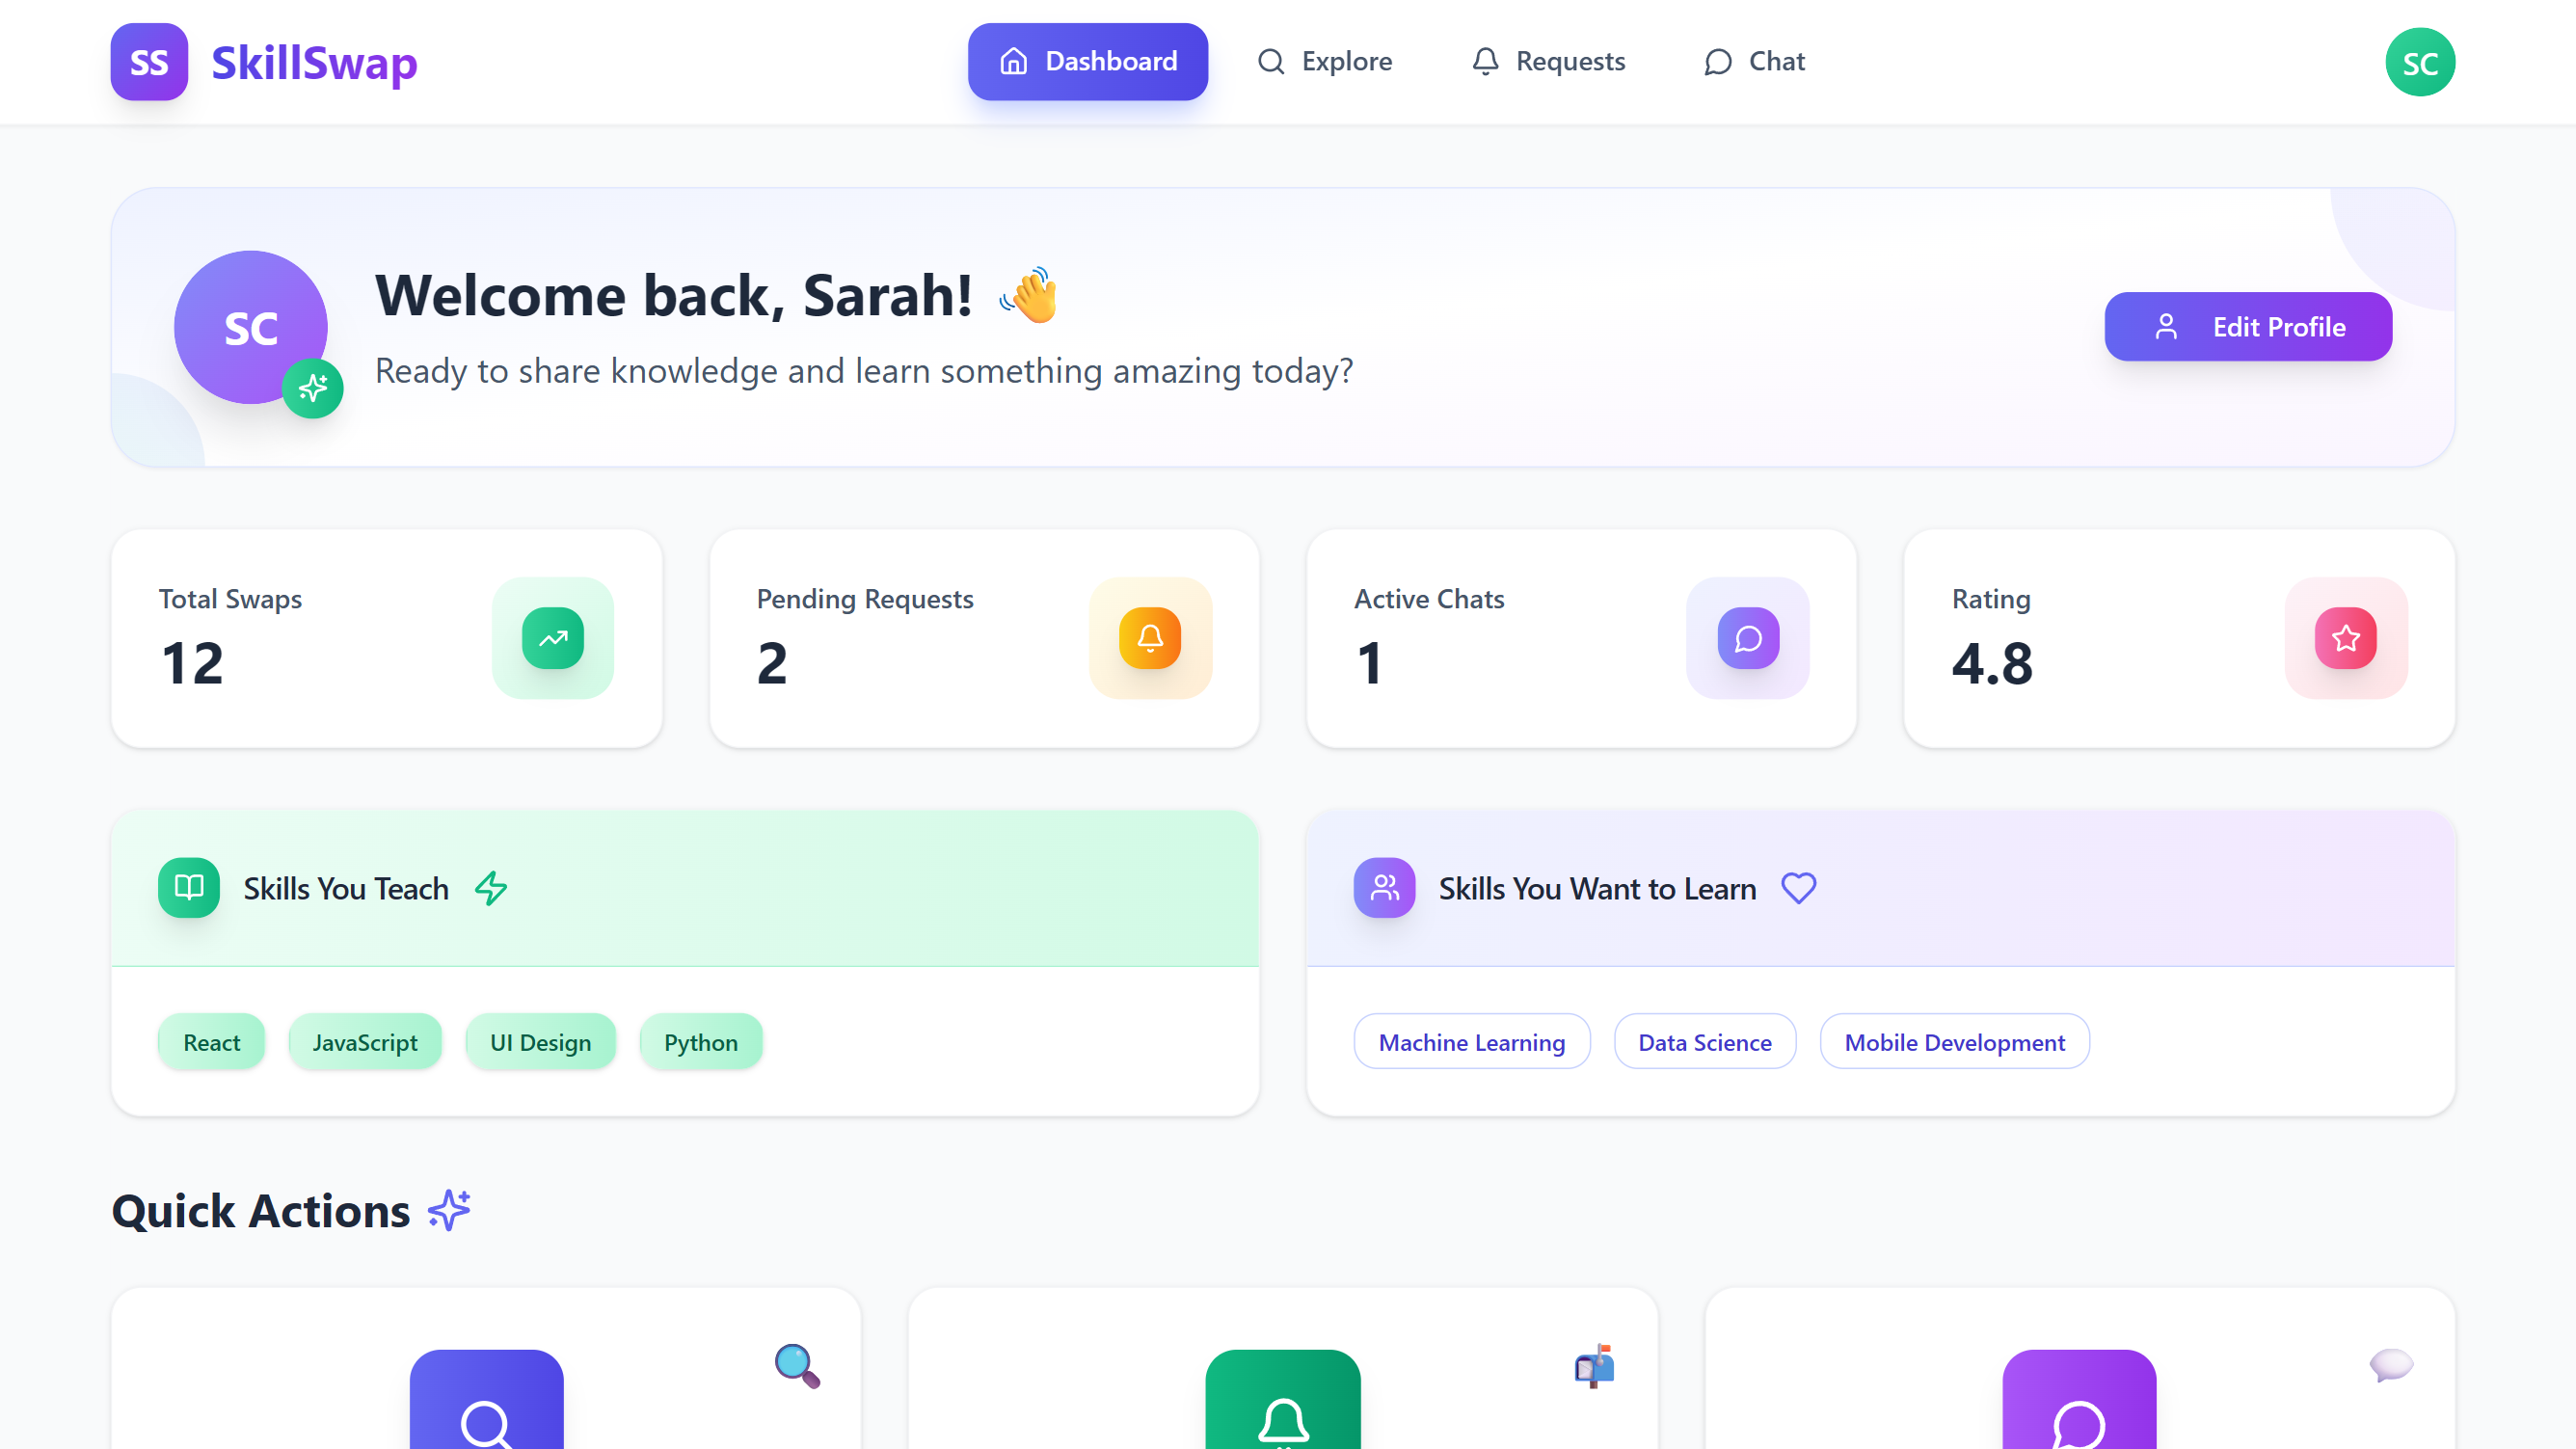 SS
SkillSwap
Dashboard
Explore
Requests
Chat
SC
SC
Welcome back, Sarah! 👋
Ready to share knowledge and learn something amazing today?
Edit Profile
Total Swaps
12
Pending Requests
2
Active Chats
1
Rating
4.8
Skills You Teach
React
JavaScript
UI Design
Python
Skills You Want to Learn
Machine Learning
Data Science
Mobile Development
Quick Actions